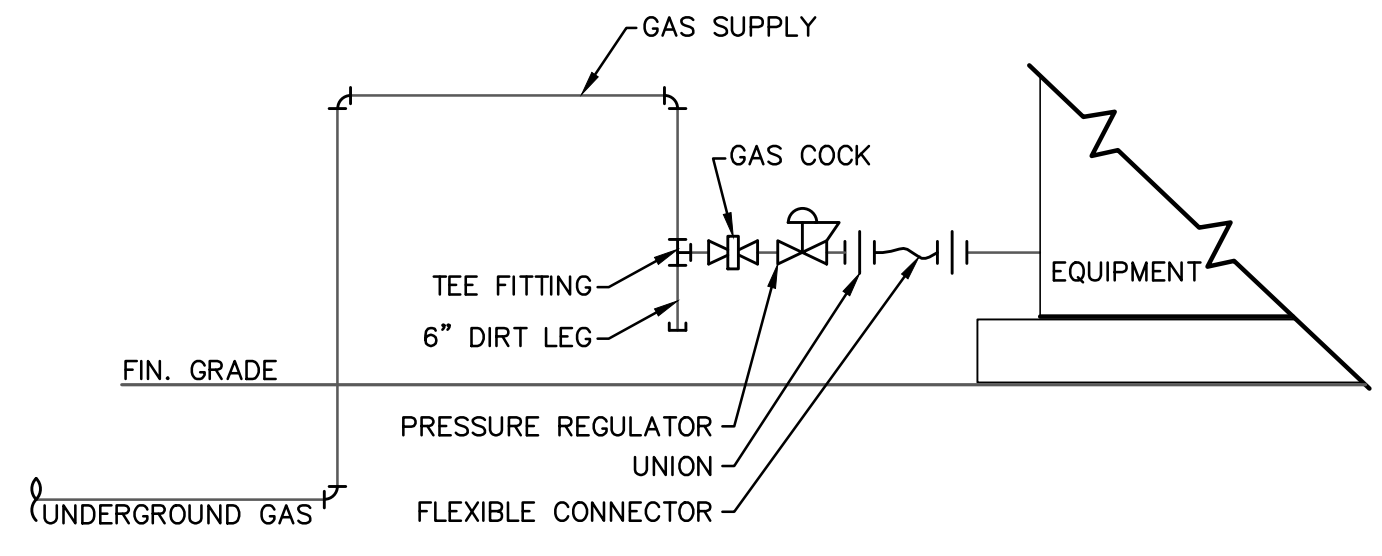 GAS SUPPLY
GAS COCK
TEE FITTING
EQUIPMENT
6” DIRT LEG
FIN. GRADE
PRESSURE REGULATOR
UNION
FLEXIBLE CONNECTOR
UNDERGROUND GAS